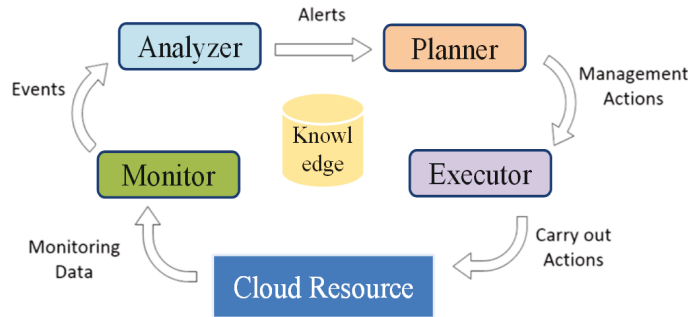 Alerts
Analyzer
Planner
Events
Management
Actions
Knowl
edge
Monitor
Executor
Monitoring
Data
Carry out
Actions
Cloud Resource